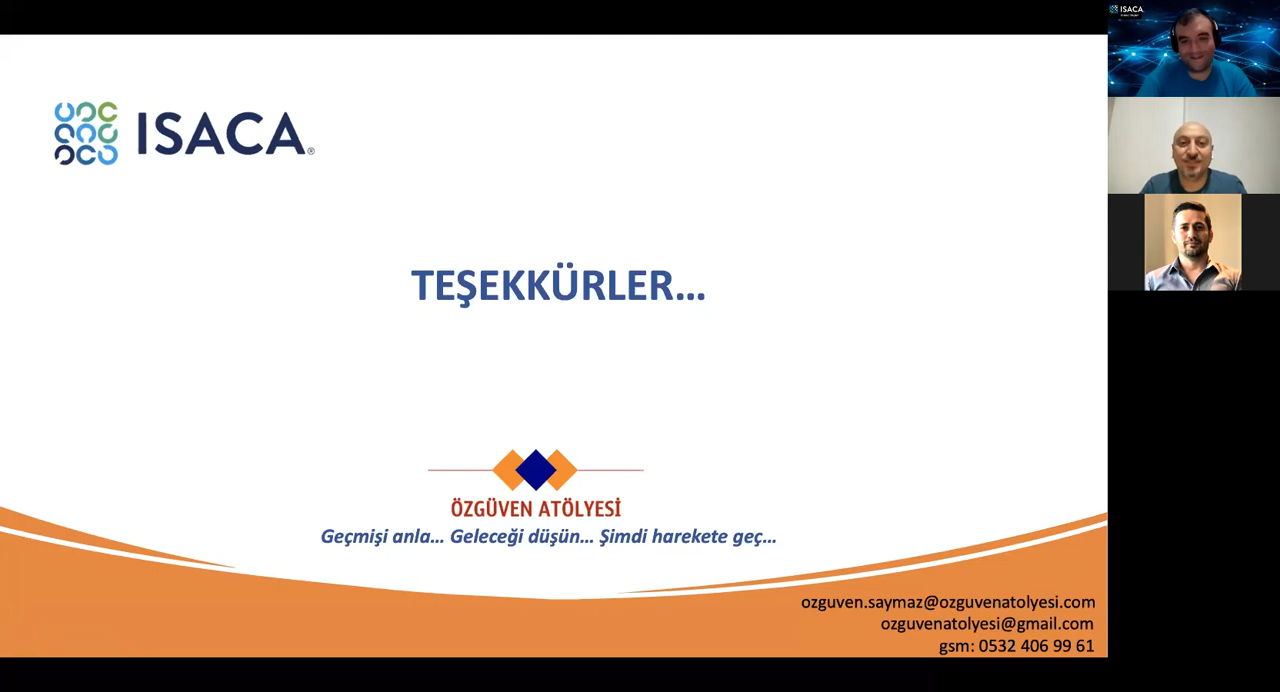 ISACA®
TEŞEKKÜRLER...
ÖZGÜVEN ATÖLYESİ
Geçmişi anla... Geleceği düşün... Şimdi harekete geç...
ozguven.saymaz@ozguvenatolyesi.com
ozguvenatolyesi@gmail.com
gsm: 0532 406 99 61
ISACA